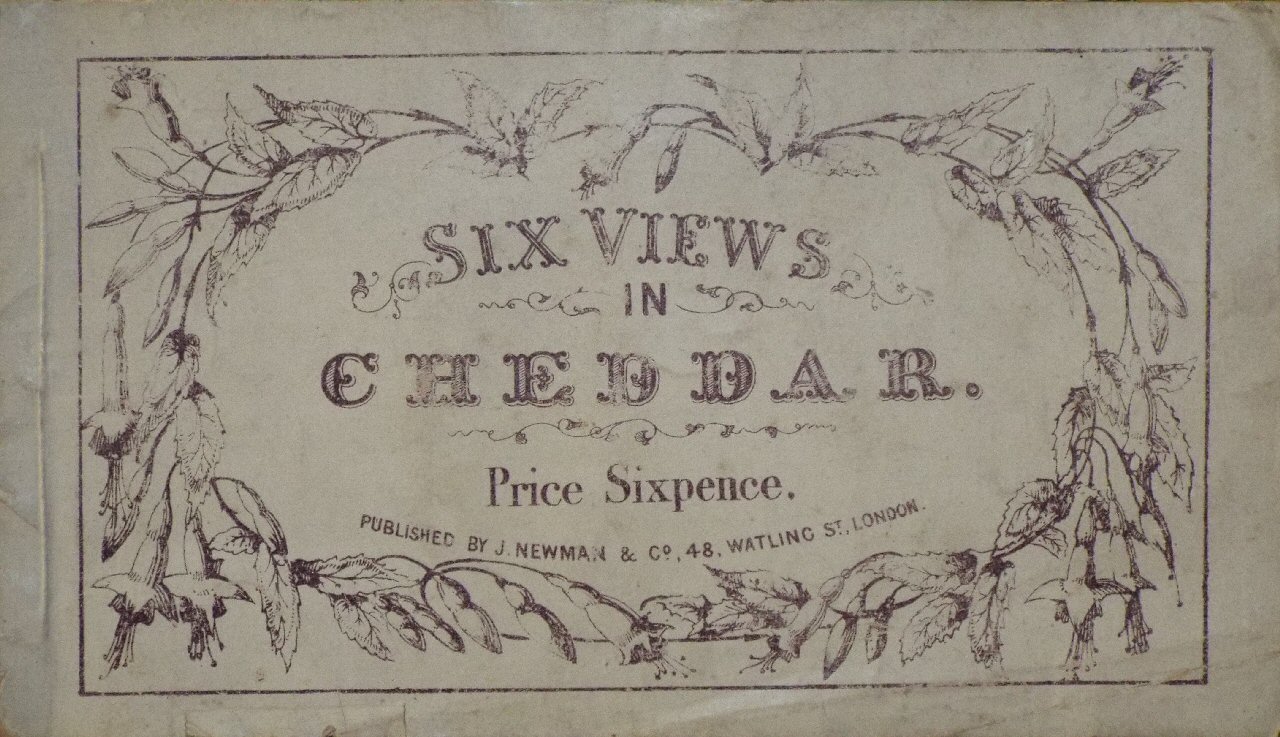 SIX VIEWS
IN
CHEDDAR.
Price Sixpence.
PUBLISHED BY J. NEWMAN & Co, 48, WATLING ST., LONDON.